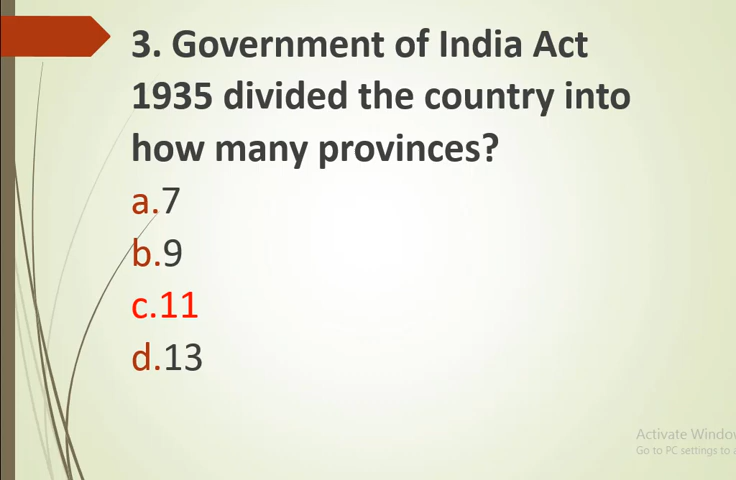 3. Government of India Act
1935 divided the country into
how many provinces?
a.7
b.9
c.11
d.13
Activate Window
Go to PC settings to a